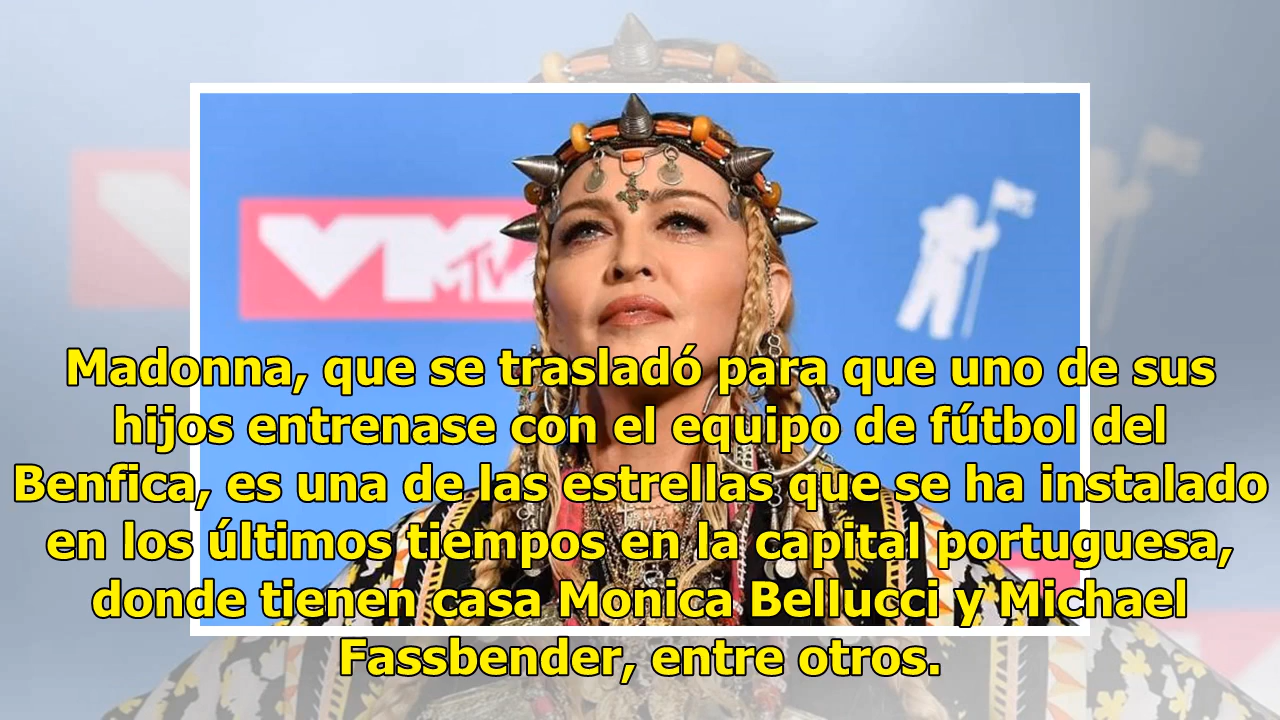 VMA
MTV
Madonna, que se trasladó para que uno de sus
hijos entrenase con el equipo de fútbol del
Benfica, es una de las estrellas que se ha instalado
en los últimos tiempos en la capital portuguesa,
donde tienen casa Monica Bellucci y Michael
Fassbender, entre otros.